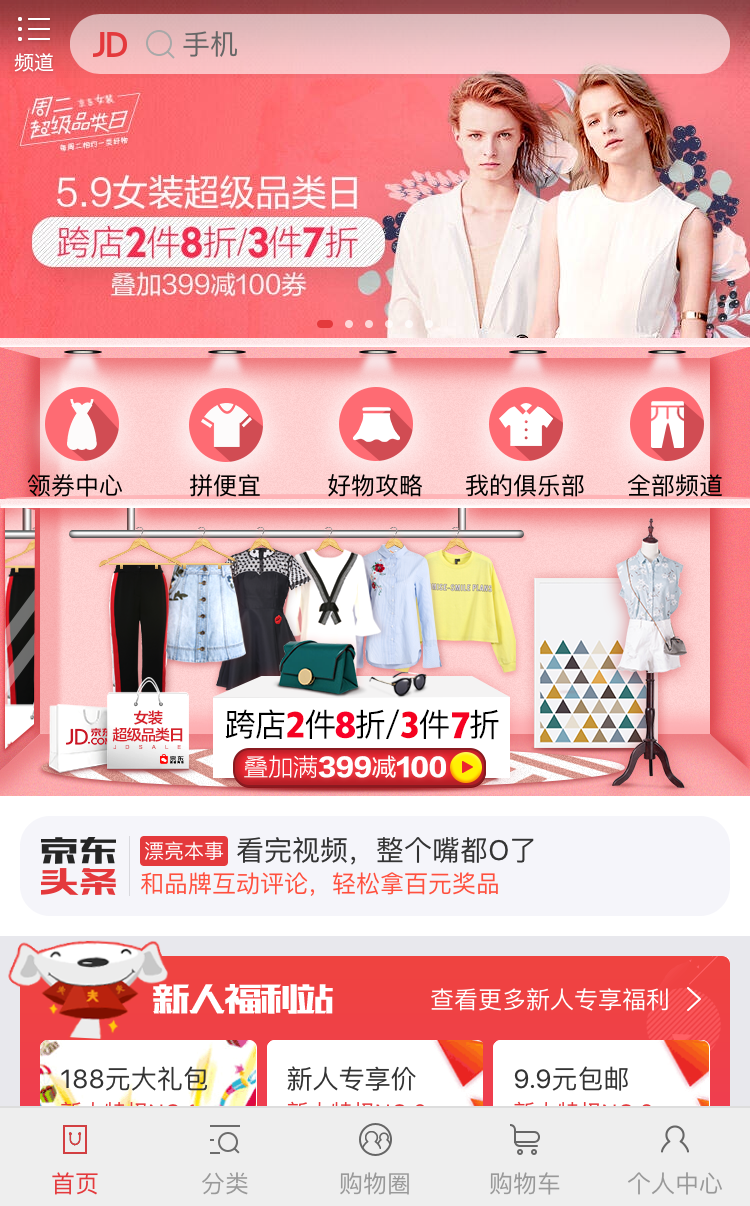 频道
JD 手机
周二 京东女装
超级品类日
每周二相约一类好物
5.9女装超级品类日
跨店2件8折/3件7折
叠加399减100券
领券中心 拼便宜 好物攻略 我的俱乐部 全部频道
女装
超级品类日
JDSALE
京东
跨店2件8折/3件7折
叠加满399减100
京东
头条
漂亮本事 看完视频，整个嘴都O了
和品牌互动评论，轻松拿百元奖品
新人福利站 查看更多新人专享福利
188元大礼包 新人专享价 9.9元包邮
首页 分类 购物圈 购物车 个人中心